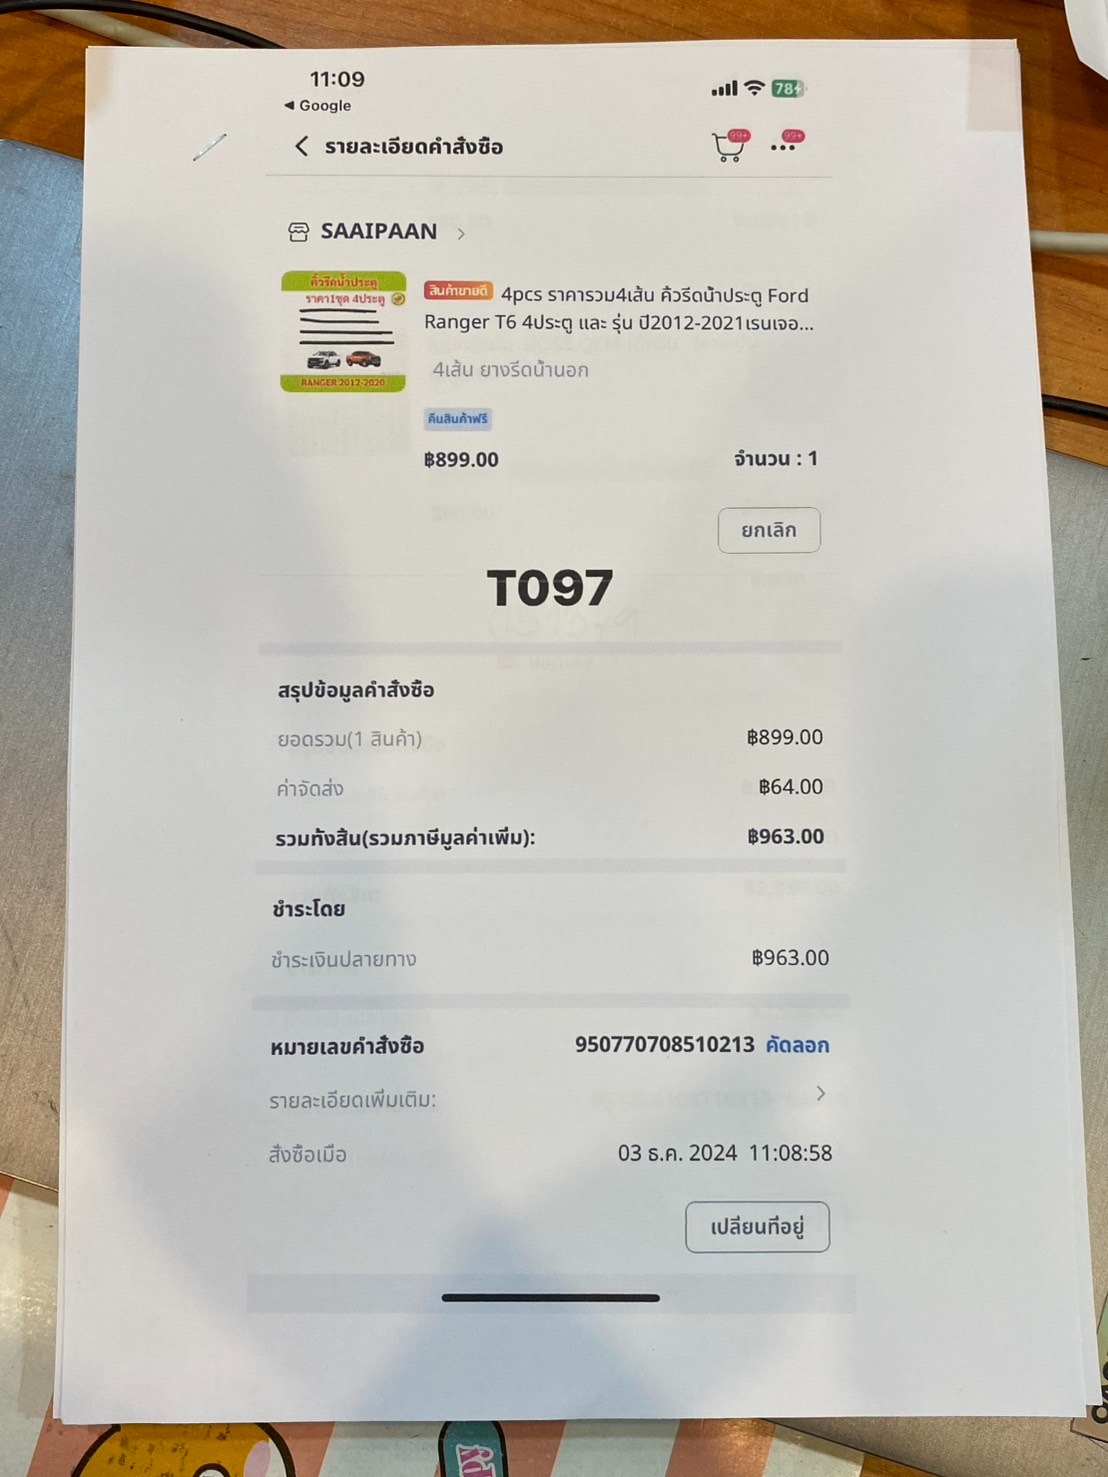 11:09
78
◀ Google
รายละเอียดคำสั่งซื้อ
99+
99+
SAAIPAAN
คิ้วรีดน้ำประตู
ราคา1ชุด 4ประตู
RANGER 2012-2020
สินค้าขายดี 4pcs ราคารวม4เส้น คิ้วรีดน้ำประตู Ford
Ranger T6 4ประตู และ รุ่น ปี2012-2021เรนเจอ...
4เส้น ยางรีดน้ำนอก
คืนสินค้าฟรี
฿899.00 จำนวน : 1
ยกเลิก
T097
สรุปข้อมูลคำสั่งซื้อ
ยอดรวม(1 สินค้า) ฿899.00
ค่าจัดส่ง ฿64.00
รวมทั้งสิ้น(รวมภาษีมูลค่าเพิ่ม): ฿963.00
ชำระโดย
ชำระเงินปลายทาง ฿963.00
หมายเลขคำสั่งซื้อ 950770708510213 คัดลอก
รายละเอียดเพิ่มเติม:
สั่งซื้อเมื่อ 03 ธ.ค. 2024 11:08:58
เปลี่ยนที่อยู่